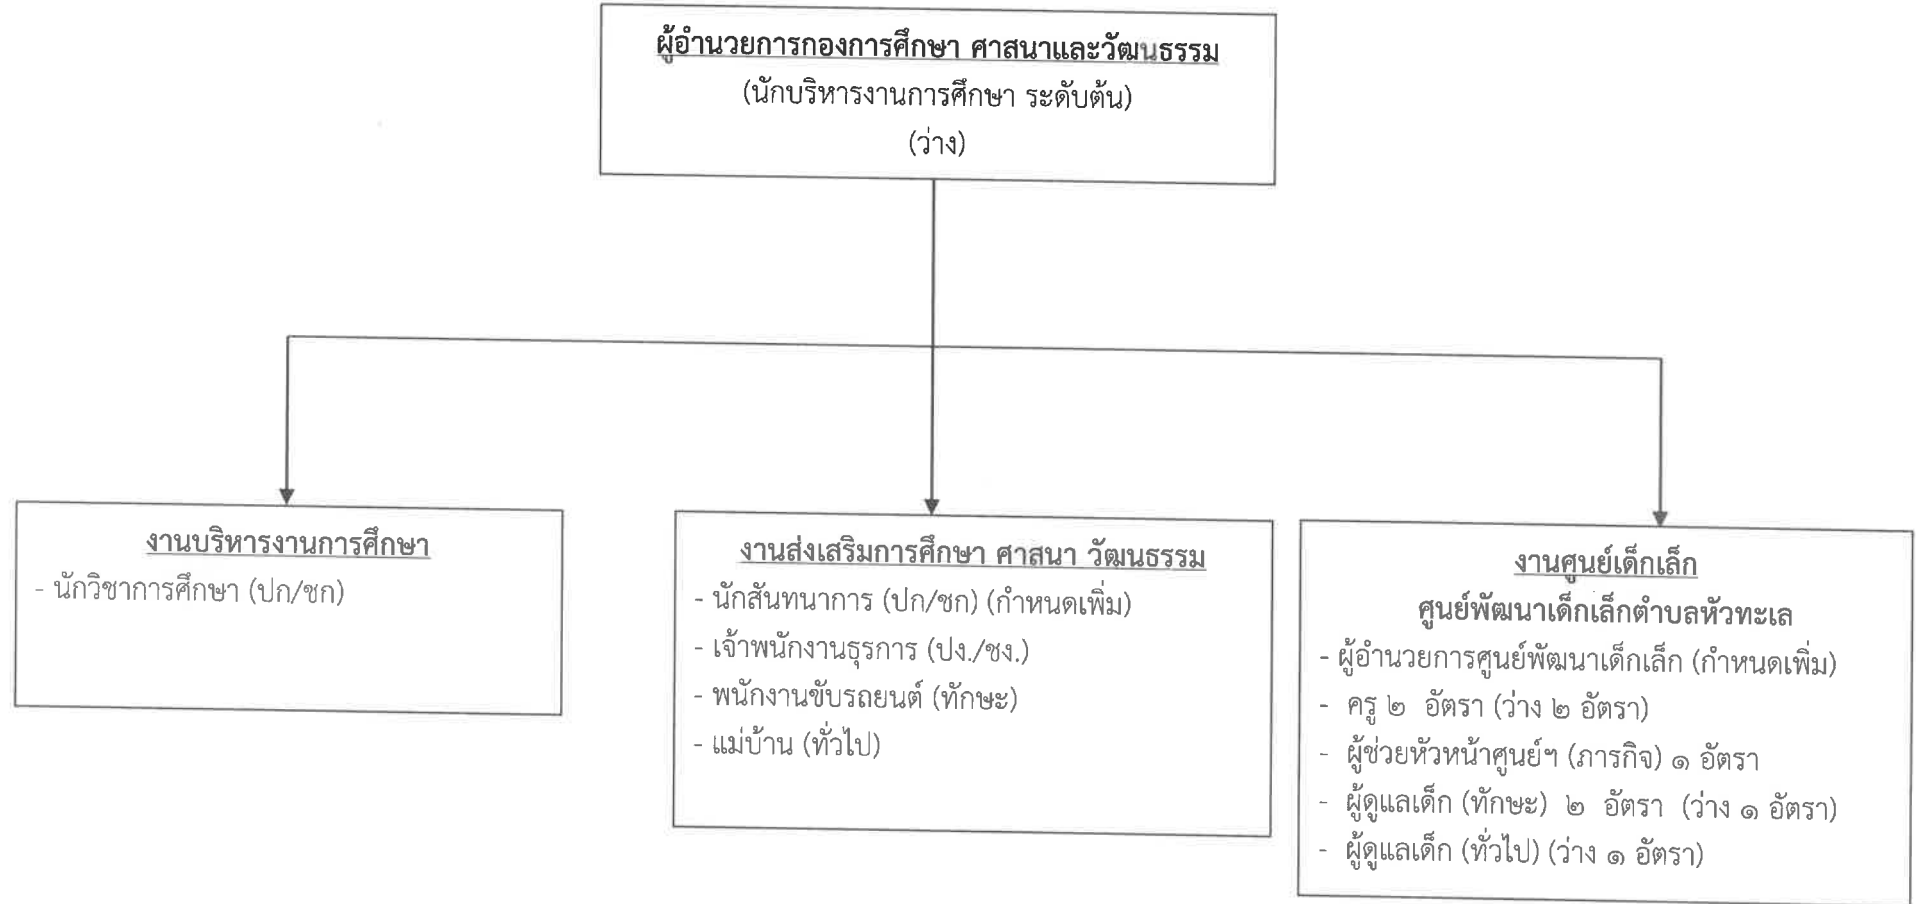 ผู้อำนวยการกองการศึกษา ศาสนาและวัฒนธรรม
(นักบริหารงานการศึกษา ระดับต้น)
(ว่าง)
งานบริหารงานการศึกษา
- นักวิชาการศึกษา (ปก/ชก)
งานส่งเสริมการศึกษา ศาสนา วัฒนธรรม
- นักสันทนาการ (ปก/ชก) (กำหนดเพิ่ม)
- เจ้าพนักงานธุรการ (ปง./ชง.)
- พนักงานขับรถยนต์ (ทักษะ)
- แม่บ้าน (ทั่วไป)
งานศูนย์เด็กเล็ก
ศูนย์พัฒนาเด็กเล็กตำบลหัวทะเล
- ผู้อำนวยการศูนย์พัฒนาเด็กเล็ก (กำหนดเพิ่ม)
- ครู ๒ อัตรา (ว่าง ๒ อัตรา)
- ผู้ช่วยหัวหน้าศูนย์ฯ (ภารกิจ) ๑ อัตรา
- ผู้ดูแลเด็ก (ทักษะ) ๒ อัตรา (ว่าง ๑ อัตรา)
- ผู้ดูแลเด็ก (ทั่วไป) (ว่าง ๑ อัตรา)